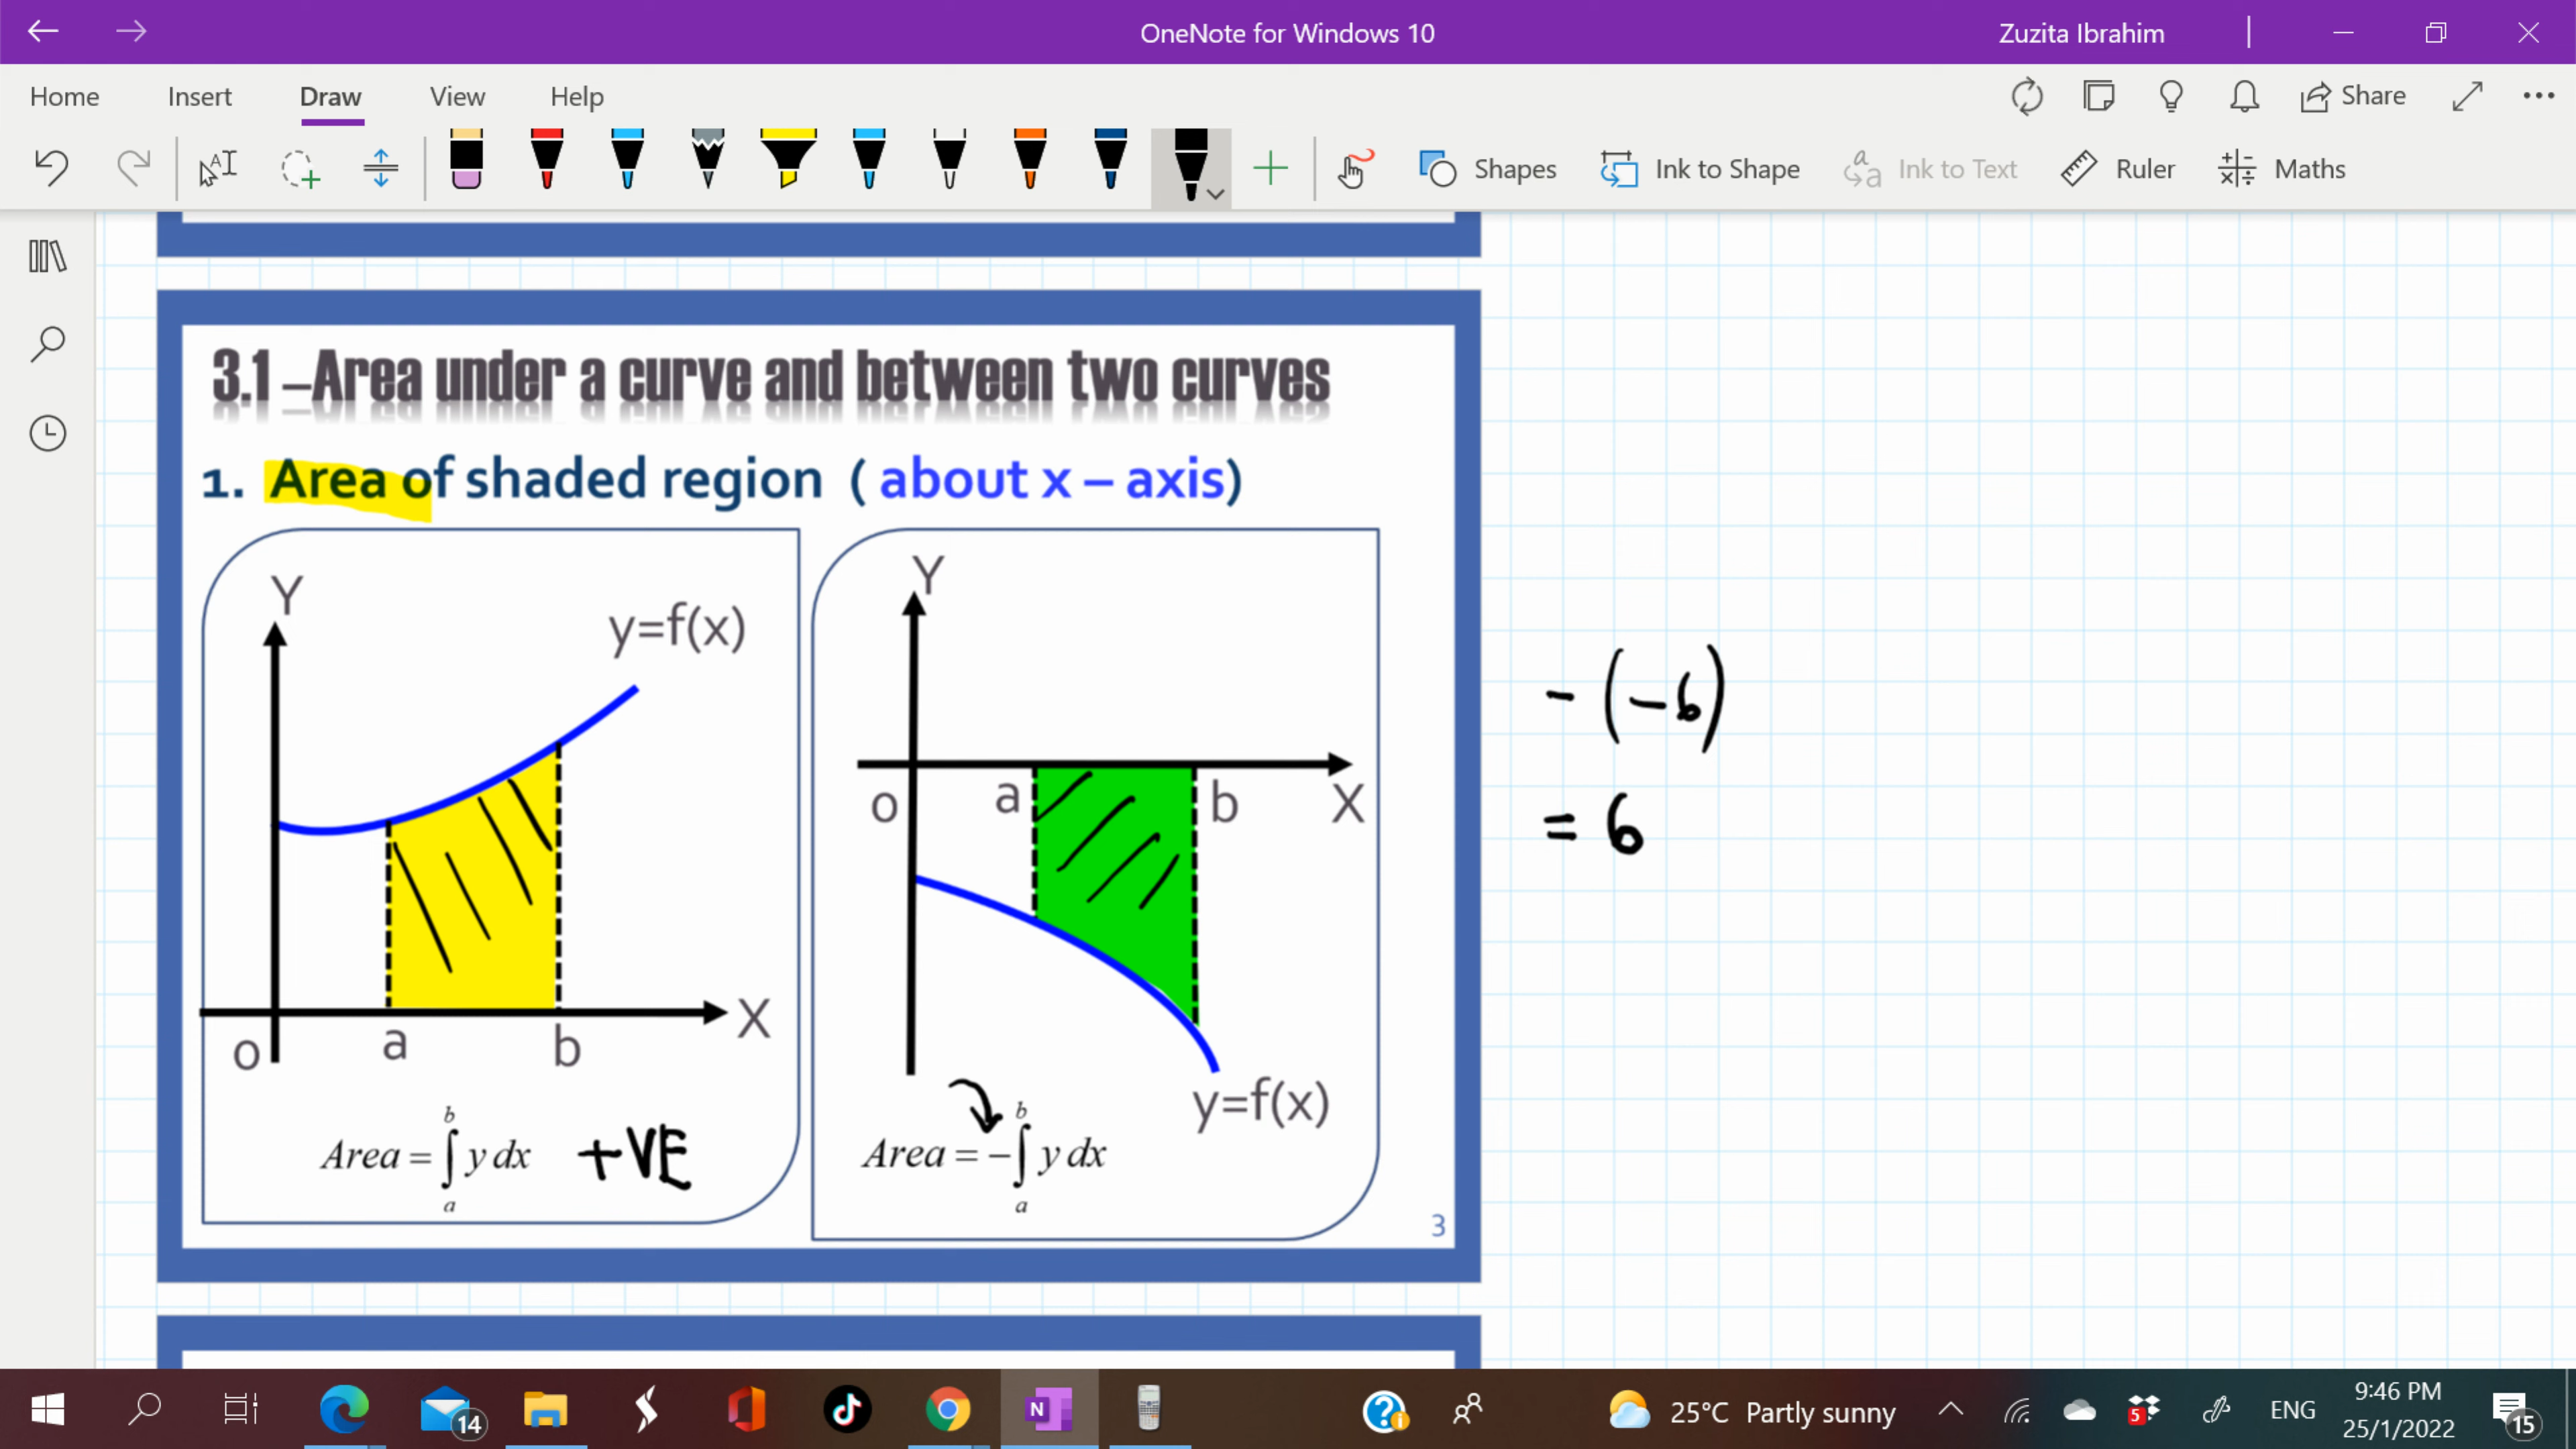 OneNote for Windows 10
Zuzita Ibrahim
Home Insert Draw View Help
Share
Shapes Ink to Shape Ink to Text Ruler Maths
3.1 –Area under a curve and between two curves
1. Area of shaded region ( about x – axis)
Y
y=f(x)
o a b X
Area = ∫ₐᵇ y dx +VE
Y
o a b X
y=f(x)
Area = –∫ₐᵇ y dx
3
- (-6)
= 6
14
N
25°C Partly sunny
5
ENG
9:46 PM
25/1/2022
15